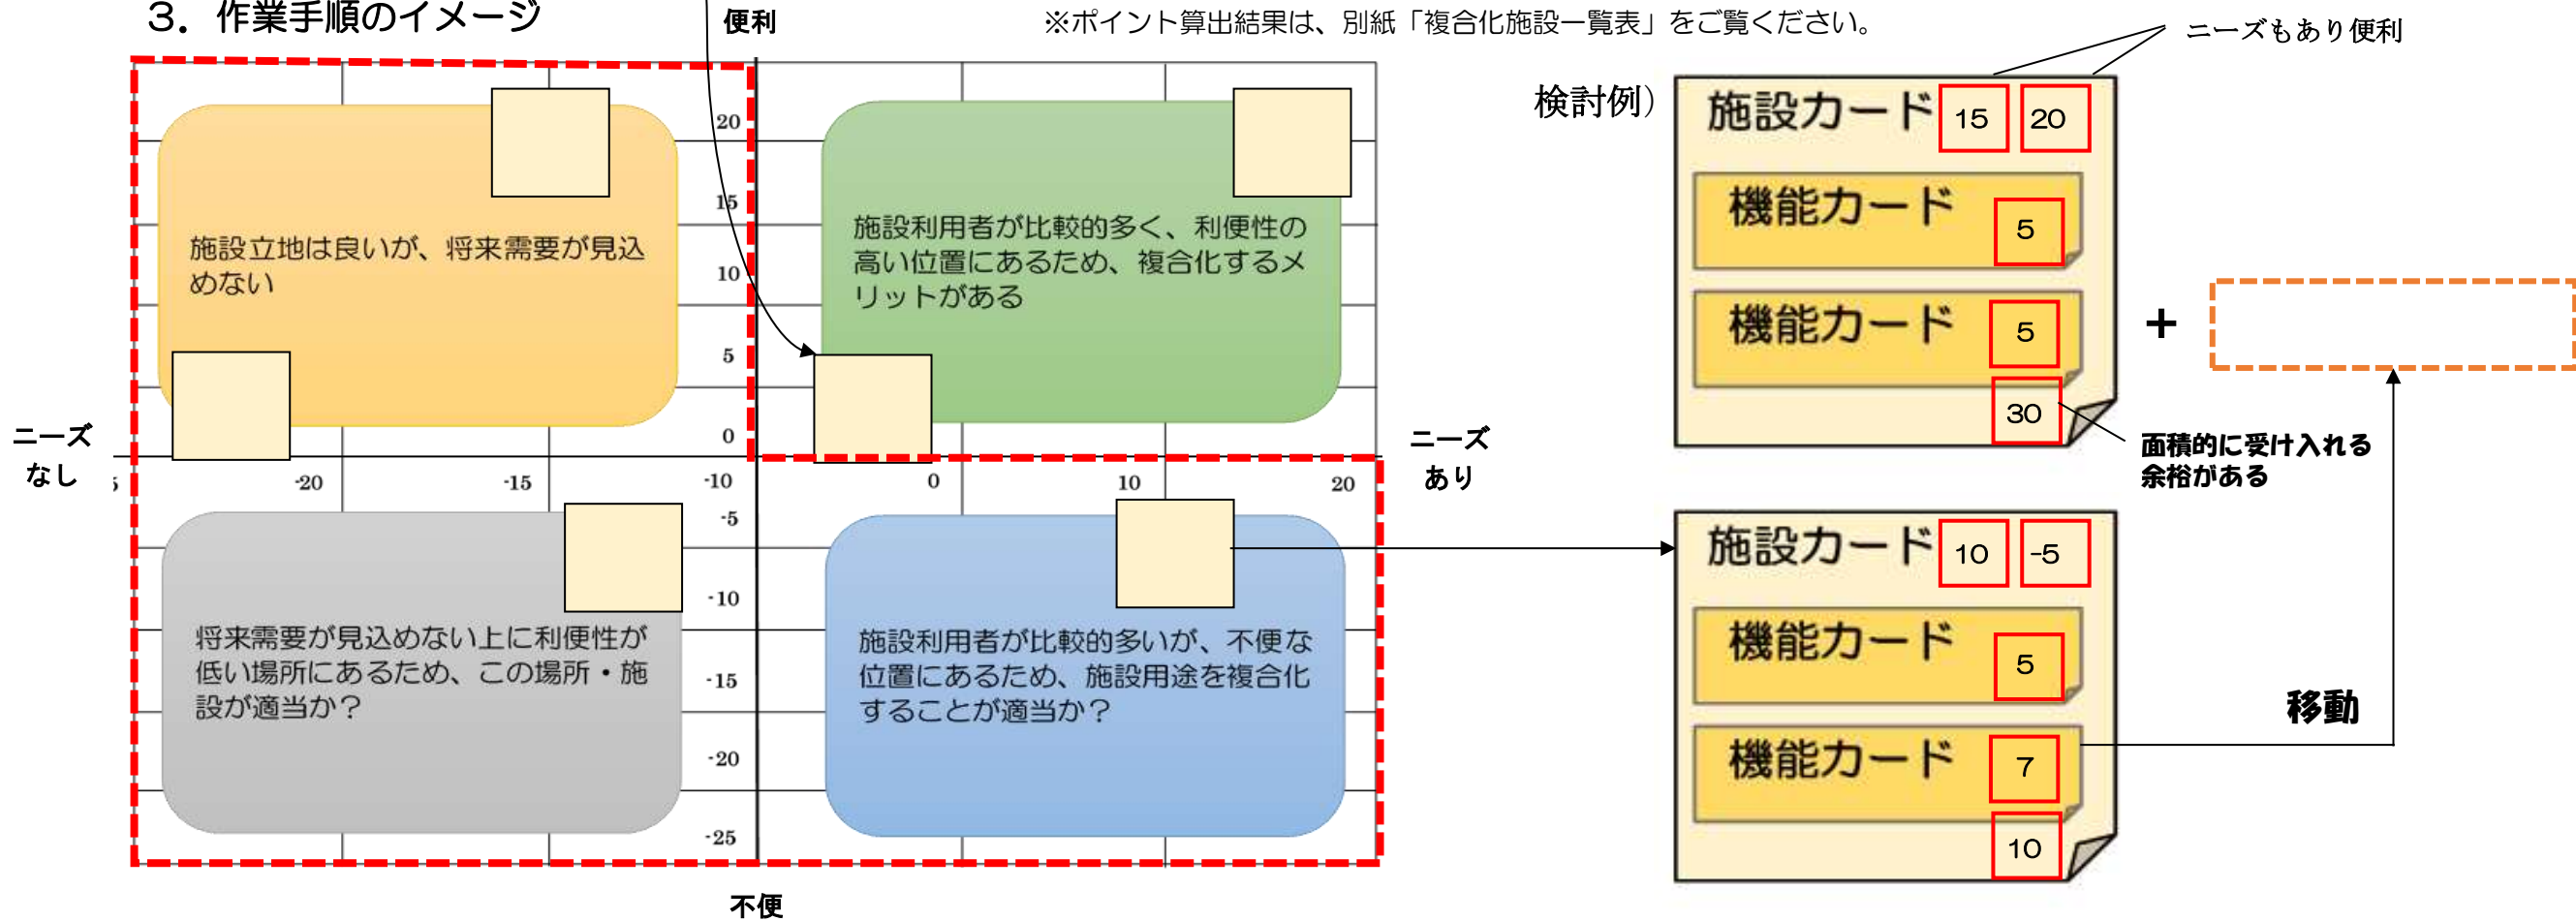 3．作業手順のイメージ
便利
※ポイント算出結果は、別紙「複合化施設一覧表」をご覧ください。
ニーズもあり便利
検討例）
施設カード 15 20
機能カード 5
機能カード 5
30
+
面積的に受け入れる
余裕がある
施設カード 10 -5
機能カード 5
機能カード 7
10
移動
20
15
10
5
0
施設立地は良いが、将来需要が見込
めない
施設利用者が比較的多く、利便性の
高い位置にあるため、複合化するメ
リットがある
ニーズ
なし
ニーズ
あり
-20 -15 -10 0 10 20
-5
-10
-15
-20
-25
将来需要が見込めない上に利便性が
低い場所にあるため、この場所・施
設が適当か？
施設利用者が比較的多いが、不便な
位置にあるため、施設用途を複合化
することが適当か？
不便